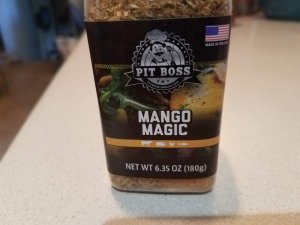 MADE IN THE USA
PIT BOSS
MANGO
MAGIC
NET WT 6.35 OZ (180g)